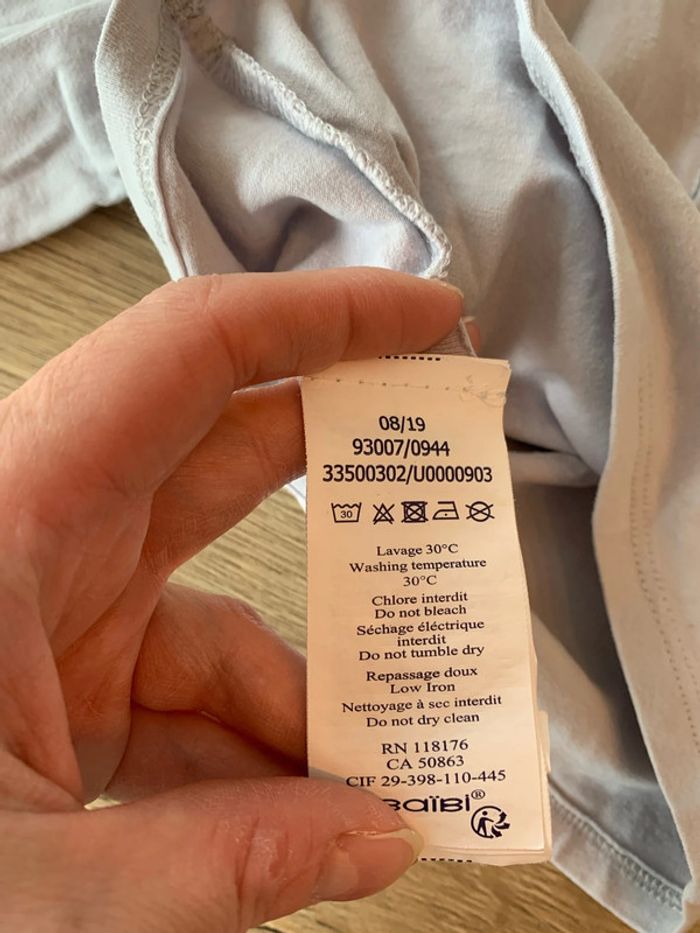 08/19
93007/0944
33500302/U0000903
30
Lavage 30°C
Washing temperature
30°C
Chlore interdit
Do not bleach
Séchage éléctrique
interdit
Do not tumble dry
Repassage doux
Low Iron
Nettoyage à sec interdit
Do not dry clean
RN 118176
CA 50863
CIF 29-398-110-445